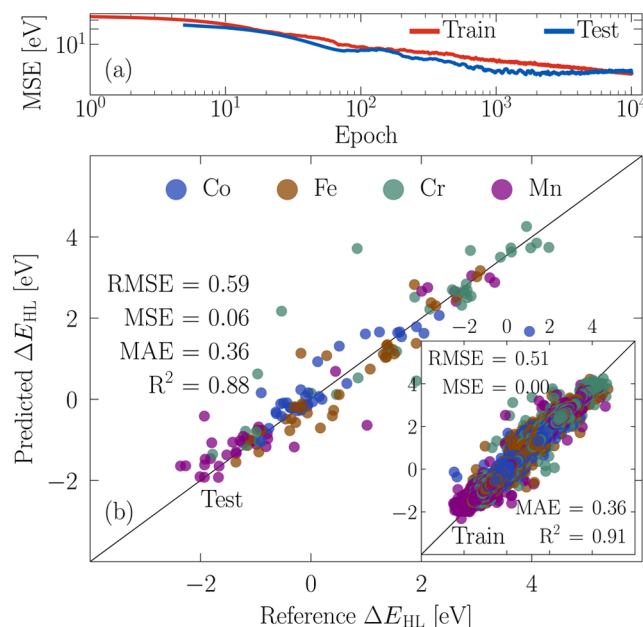 MSE [eV]
10¹
Train
Test
(a)
10⁰
10¹
10²
10³
10⁴
Epoch
Co
Fe
Cr
Mn
Predicted ΔE_HL [eV]
4
2
0
−2
RMSE = 0.59
MSE = 0.06
MAE = 0.36
R² = 0.88
(b)
Test
−2
0
2
4
Reference ΔE_HL [eV]
−2
0
2
4
RMSE = 0.51
MSE = 0.00
4
2
0
−2
MAE = 0.36
Train
R² = 0.91